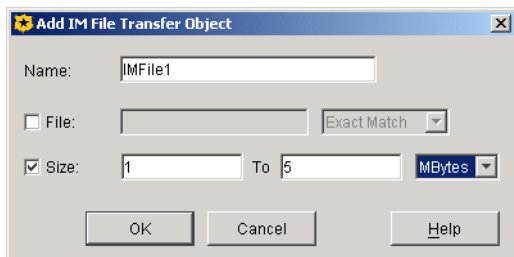 Add IM File Transfer Object
Name: IMFile1
File: Exact Match
Size: 1 To 5 MBytes
OK Cancel Help